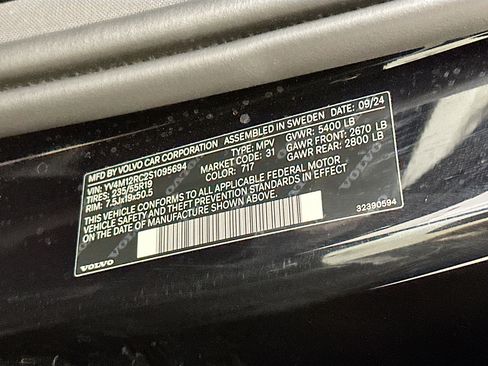 MFD BY VOLVO CAR CORPORATION ASSEMBLED IN SWEDEN DATE: 09/24
VIN: YV4M12RC2S1095694 TYPE: MPV GVWR: 5400 LB
TIRES: 235/55R19 MARKET CODE: 31 GAWR FRONT: 2670 LB
RIM: 7.5Jx19x50.5 COLOR: 717 GAWR REAR: 2800 LB
THIS VEHICLE CONFORMS TO ALL APPLICABLE FEDERAL MOTOR
VEHICLE SAFETY AND THEFT PREVENTION STANDARDS IN EFFECT
ON THE DATE OF MANUFACTURE SHOWN ABOVE.
32390594
VOLVO